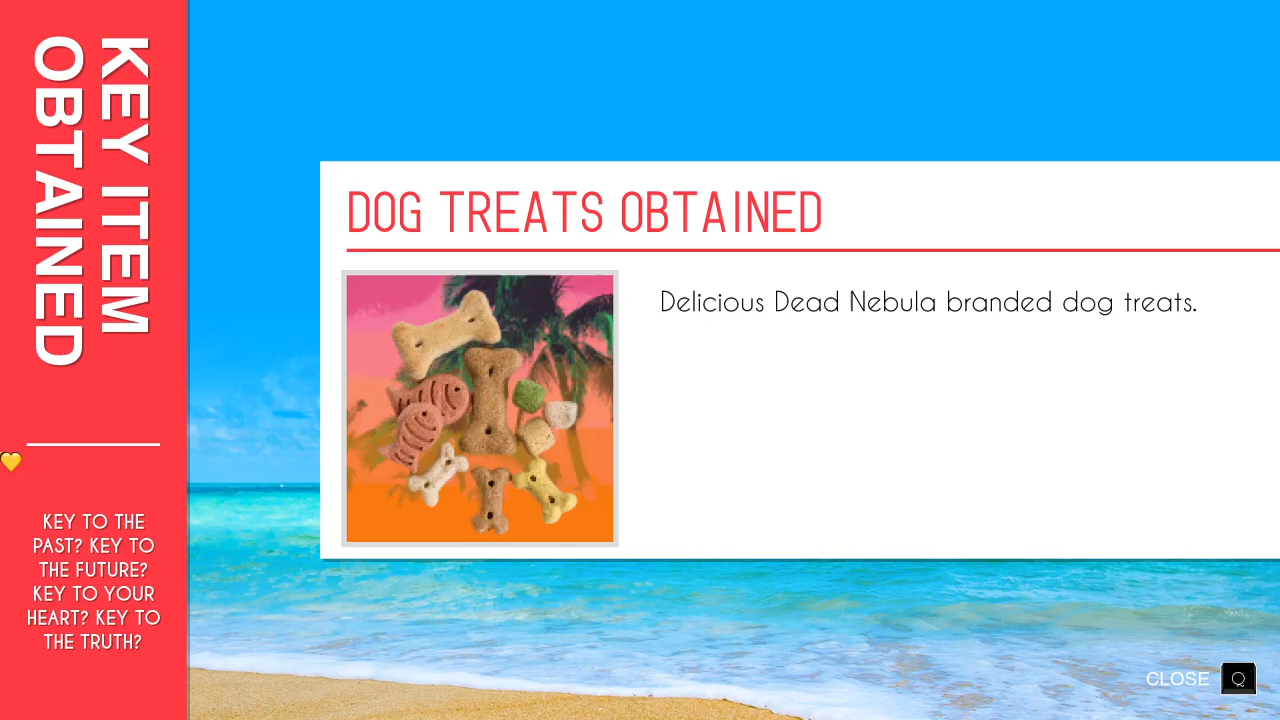 KEY ITEM
OBTAINED
KEY TO THE
PAST? KEY TO
THE FUTURE?
KEY TO YOUR
HEART? KEY TO
THE TRUTH?
DOG TREATS OBTAINED
Delicious Dead Nebula branded dog treats.
CLOSE Q